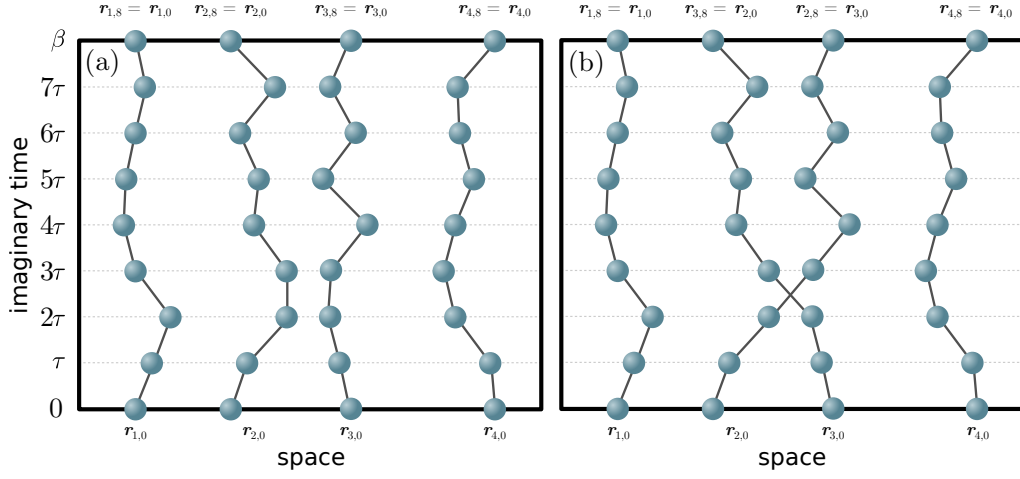 r1,8 = r1,0 r2,8 = r2,0 r3,8 = r3,0 r4,8 = r4,0 r1,8 = r1,0 r3,8 = r2,0 r2,8 = r3,0 r4,8 = r4,0
β (a) (b)
7τ
6τ
5τ
imaginary time
4τ
3τ
2τ
τ
0
r1,0 r2,0 r3,0 r4,0 r1,0 r2,0 r3,0 r4,0
space space